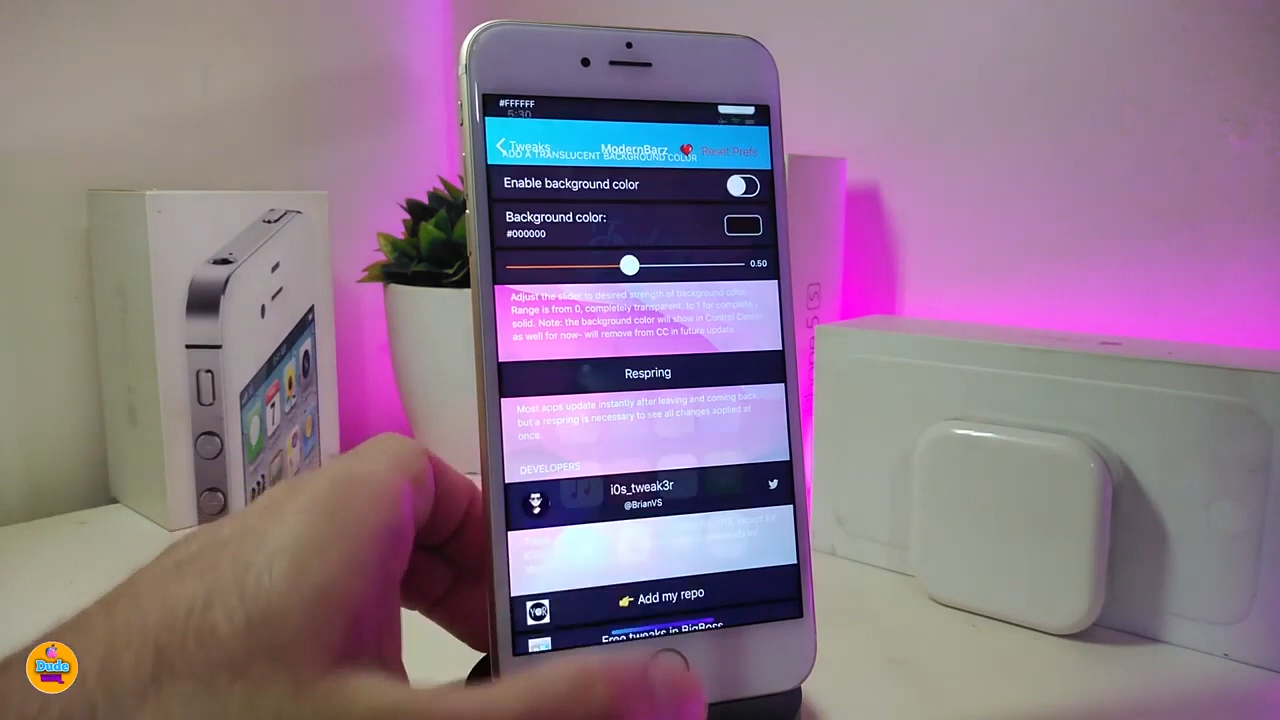 #FFFFFF
5:30
Tweaks
ModernBarz
Reset Prefs
ADD A TRANSLUCENT BACKGROUND COLOR
Enable background color
Background color:
#000000
0.50
Adjust the slider to desired strength of background color.
Range is from 0, completely transparent, to 1 for complete
solid. Note: the background color will show in Control Center
as well for now- will remove from CC in future update
Respring
Most apps update instantly after leaving and coming back,
but a respring is necessary to see all changes applied at
once.
DEVELOPERS
i0s_tweak3r
@BrianVS
👉 Add my repo
Free tweaks in BigBoss
Dude